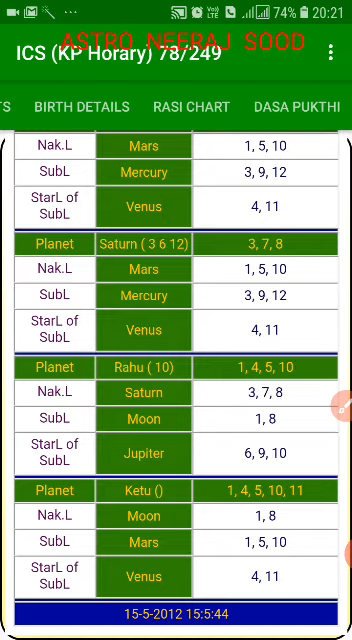 74% 20:21
ASTRO NEERAJ SOOD
ICS (KP Horary) 78/249
TS BIRTH DETAILS RASI CHART DASA PUKTHI
Nak.L Mars 1, 5, 10
SubL Mercury 3, 9, 12
StarL of
SubL Venus 4, 11
Planet Saturn ( 3 6 12) 3, 7, 8
Nak.L Mars 1, 5, 10
SubL Mercury 3, 9, 12
StarL of
SubL Venus 4, 11
Planet Rahu ( 10) 1, 4, 5, 10
Nak.L Saturn 3, 7, 8
SubL Moon 1, 8
StarL of
SubL Jupiter 6, 9, 10
Planet Ketu () 1, 4, 5, 10, 11
Nak.L Moon 1, 8
SubL Mars 1, 5, 10
StarL of
SubL Venus 4, 11
15-5-2012 15:5:44